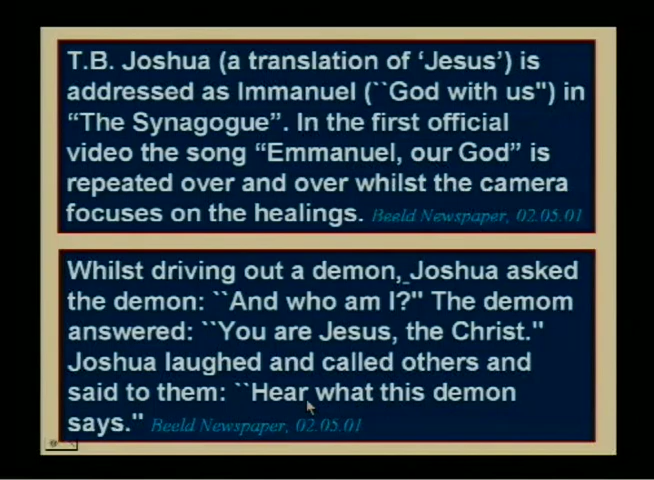 T.B. Joshua (a translation of ‘Jesus’) is
addressed as Immanuel (``God with us") in
“The Synagogue”. In the first official
video the song “Emmanuel, our God” is
repeated over and over whilst the camera
focuses on the healings. Beeld Newspaper, 02.05.01
Whilst driving out a demon,_Joshua asked
the demon: ``And who am I?" The demom
answered: ``You are Jesus, the Christ."
Joshua laughed and called others and
said to them: ``Hear what this demon
says." Beeld Newspaper, 02.05.01